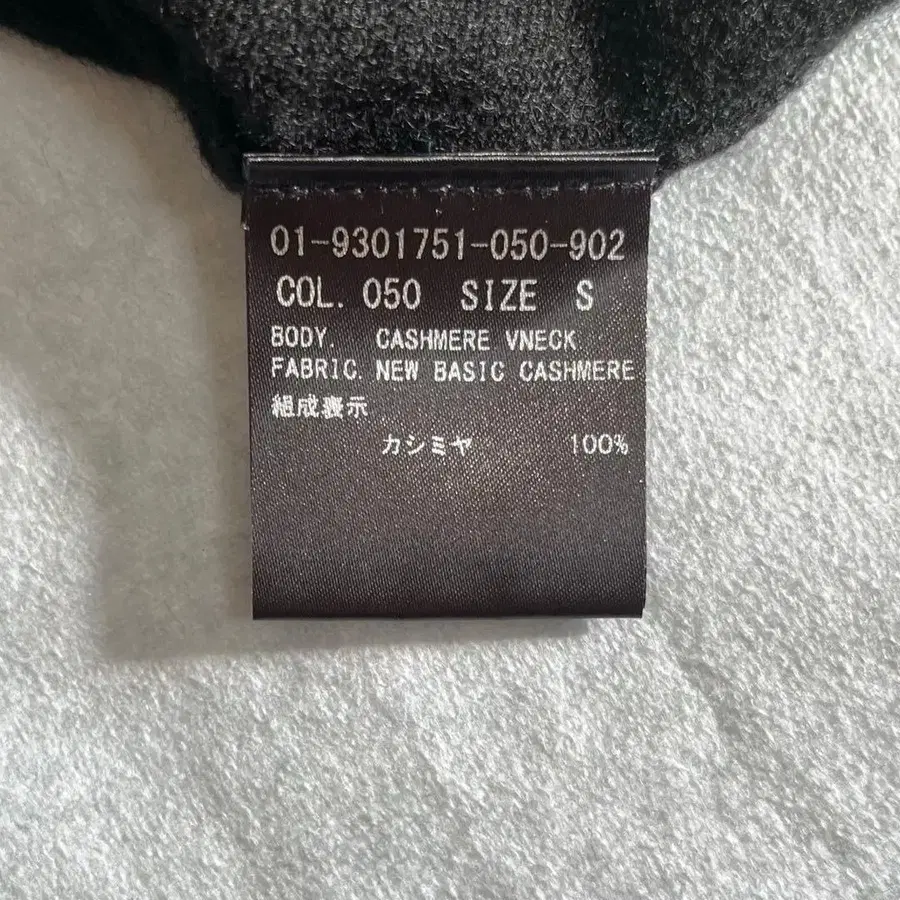 01-9301751-050-902
COL. 050 SIZE S
BODY. CASHMERE VNECK
FABRIC. NEW BASIC CASHMERE
組成表示
カシミヤ 100%